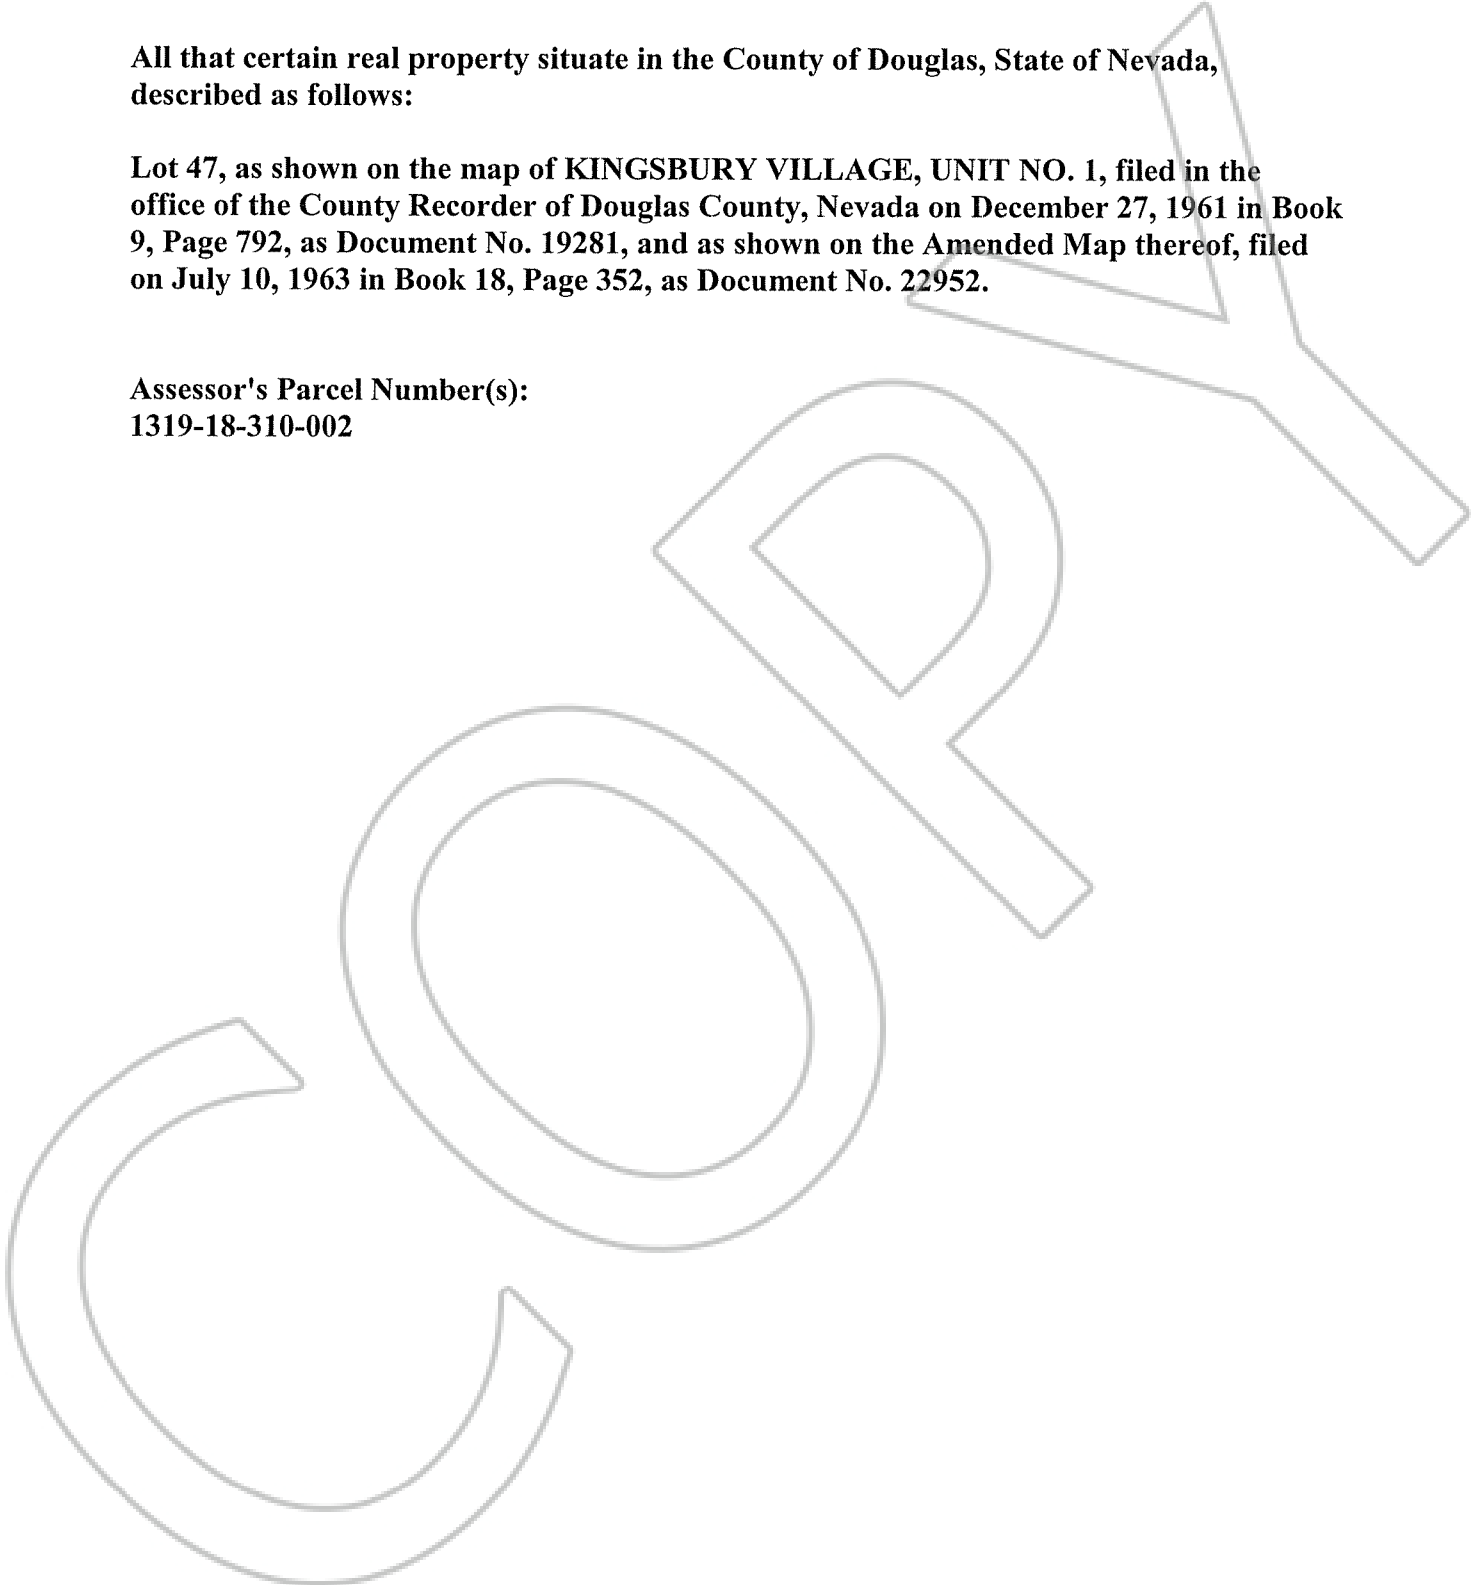 All that certain real property situate in the County of Douglas, State of Nevada,
described as follows:
Lot 47, as shown on the map of KINGSBURY VILLAGE, UNIT NO. 1, filed in the
office of the County Recorder of Douglas County, Nevada on December 27, 1961 in Book
9, Page 792, as Document No. 19281, and as shown on the Amended Map thereof, filed
on July 10, 1963 in Book 18, Page 352, as Document No. 22952.
Assessor's Parcel Number(s):
1319-18-310-002
COPY